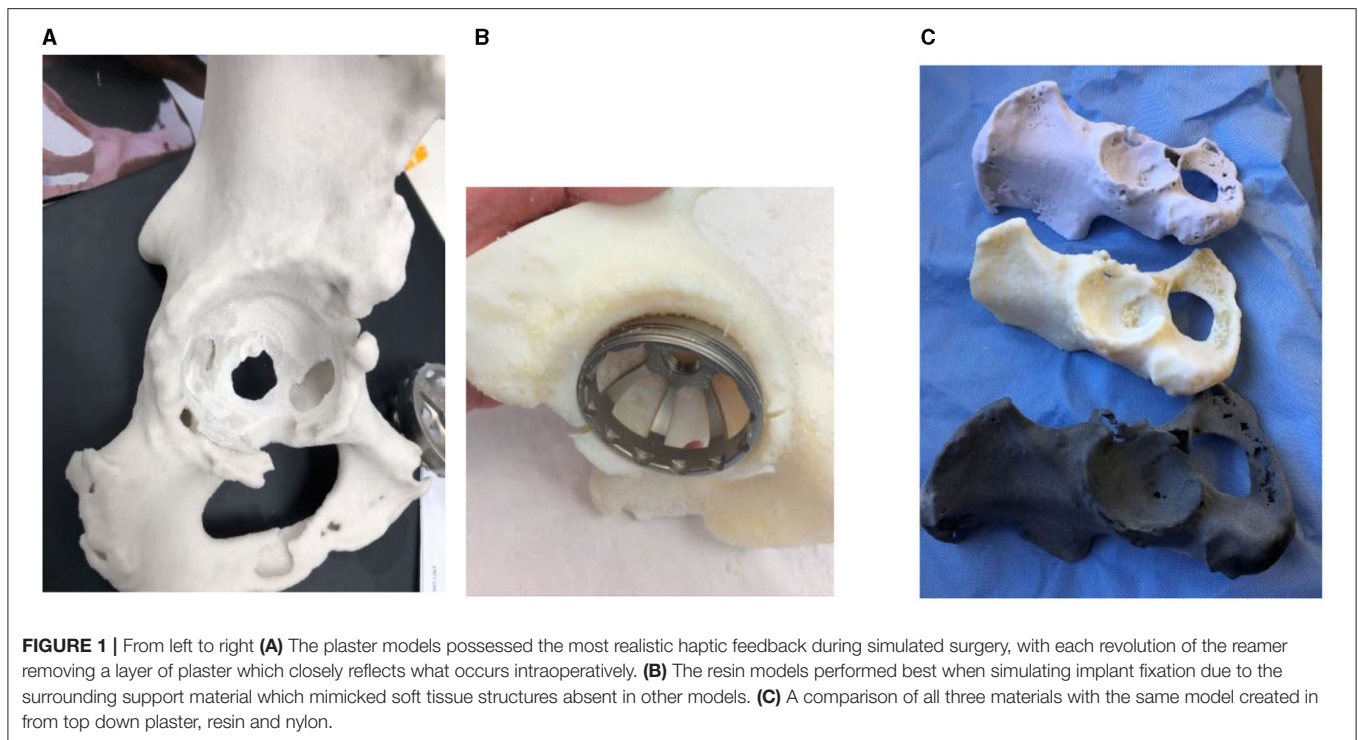 A
B
C
FIGURE 1 | From left to right (A) The plaster models possessed the most realistic haptic feedback during simulated surgery, with each revolution of the reamer
removing a layer of plaster which closely reflects what occurs intraoperatively. (B) The resin models performed best when simulating implant fixation due to the
surrounding support material which mimicked soft tissue structures absent in other models. (C) A comparison of all three materials with the same model created in
from top down plaster, resin and nylon.